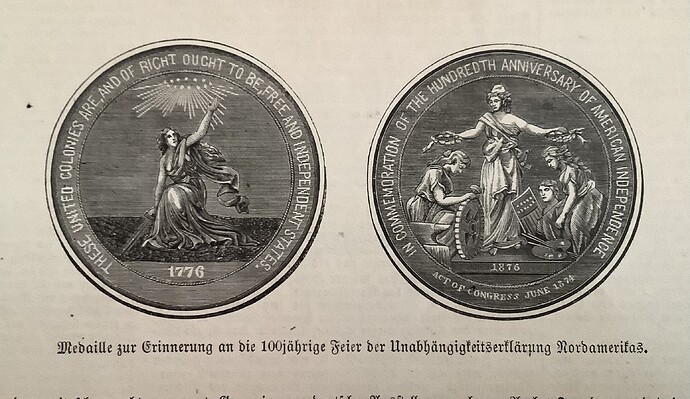 THESE UNITED COLONIES ARE, AND OF RIGHT OUGHT TO BE, FREE AND INDEPENDENT STATES.
1776
IN COMMEMORATION OF THE HUNDREDTH ANNIVERSARY OF AMERICAN INDEPENDENCE
1876
ACT OF CONGRESS JUNE 1874
Medaille zur Erinnerung an die 100jährige Feier der Unabhängigkeitserklärpng Nordamerikas.